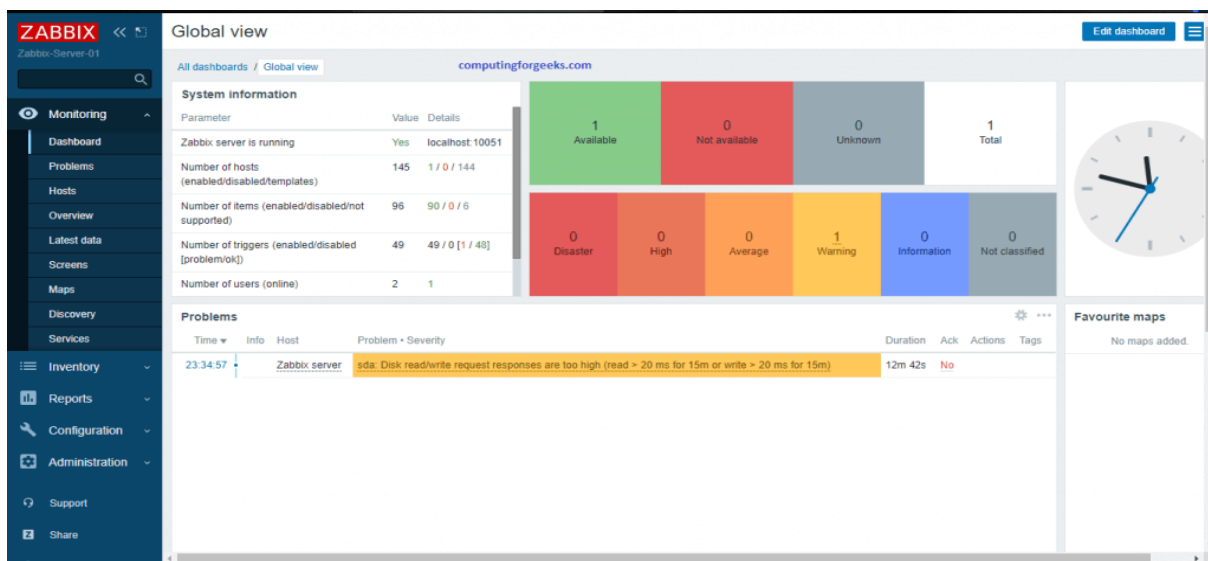 ZABBIX
Zabbix-Server-01
Monitoring
Dashboard
Problems
Hosts
Overview
Latest data
Screens
Maps
Discovery
Services
Inventory
Reports
Configuration
Administration
Support
Share
Global view
Edit dashboard
All dashboards / Global view
computingforgeeks.com
System information
Parameter Value Details
Zabbix server is running Yes localhost:10051
Number of hosts 145 1 / 0 / 144
(enabled/disabled/templates)
Number of items (enabled/disabled/not 96 90 / 0 / 6
supported)
Number of triggers (enabled/disabled 49 49 / 0 [1 / 48]
[problem/ok])
Number of users (online) 2 1
1 0 0 1
Available Not available Unknown Total
0 0 0 1 0 0
Disaster High Average Warning Information Not classified
Problems
Time Info Host Problem • Severity Duration Ack Actions Tags
23:34:57 Zabbix server sda: Disk read/write request responses are too high (read > 20 ms for 15m or write > 20 ms for 15m) 12m 42s No
Favourite maps
No maps added.